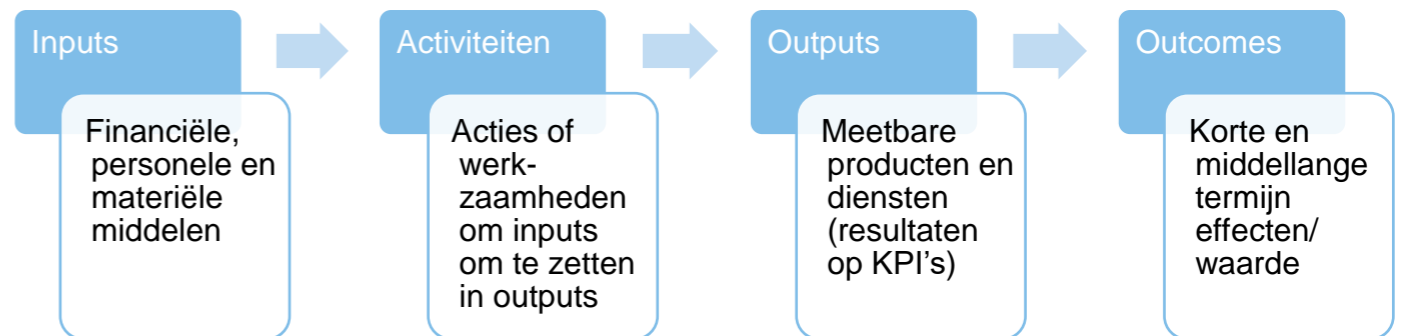 Inputs
Financiële,
personele en
materiële
middelen
Activiteiten
Acties of
werk-
zaamheden
om inputs
om te zetten
in outputs
Outputs
Meetbare
producten en
diensten
(resultaten
op KPI's)
Outcomes
Korte en
middellange
termijn
effecten/
waarde